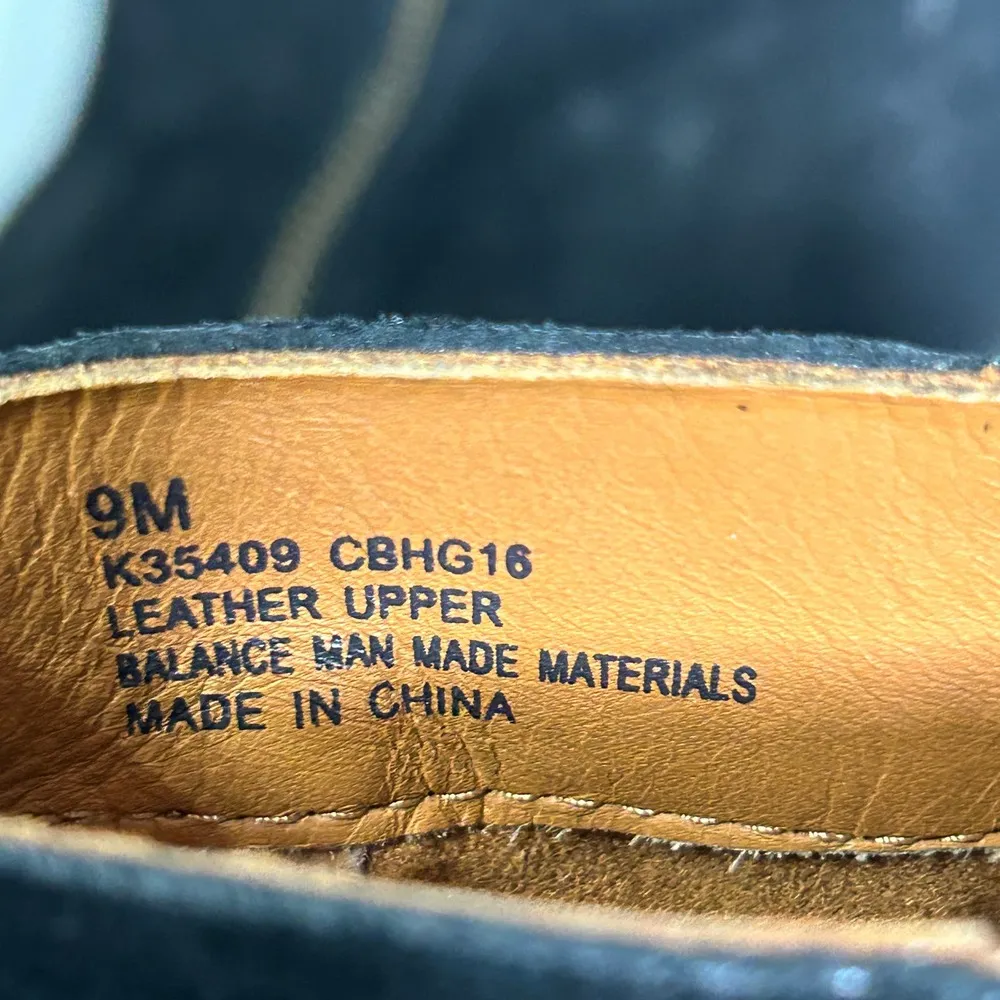 9M
K35409 CBHG16
LEATHER UPPER
BALANCE MAN MADE MATERIALS
MADE IN CHINA